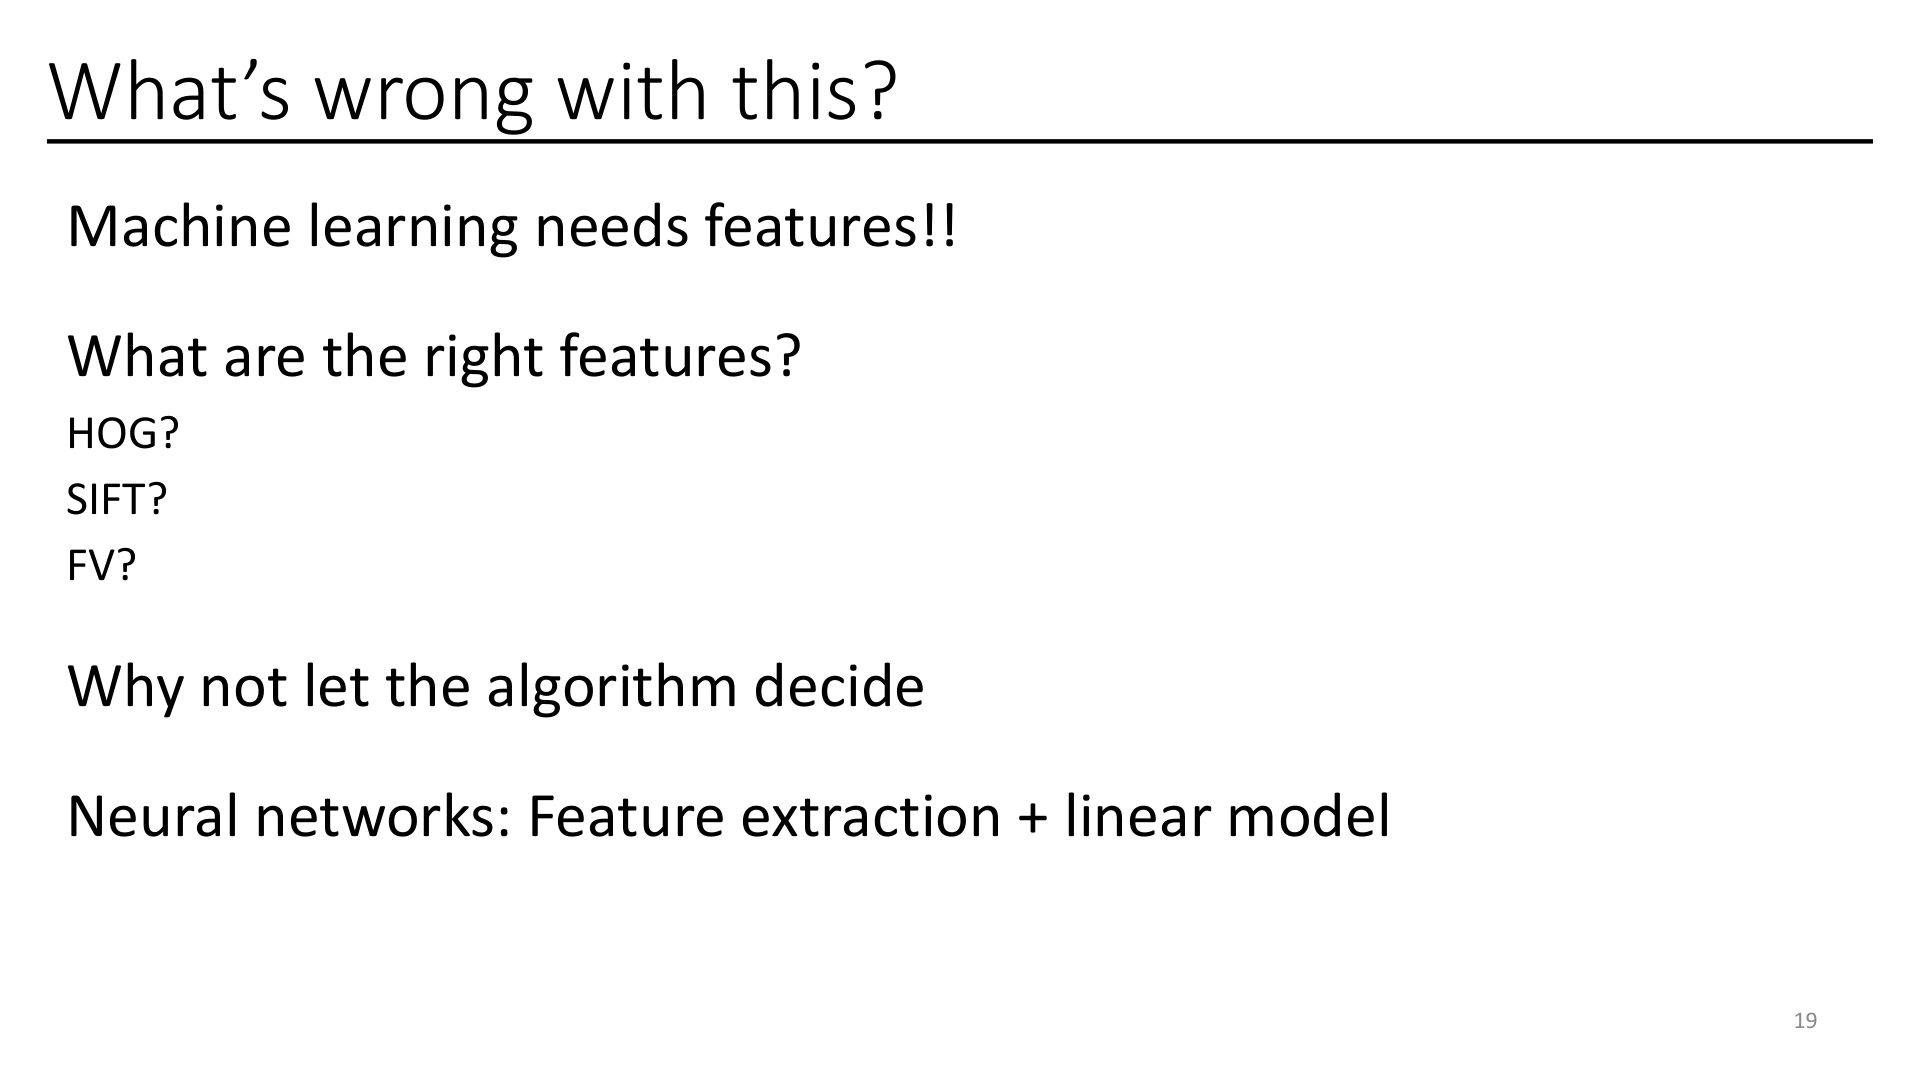 What’s wrong with this?
Machine learning needs features!!
What are the right features?
HOG?
SIFT?
FV?
Why not let the algorithm decide
Neural networks: Feature extraction + linear model
19